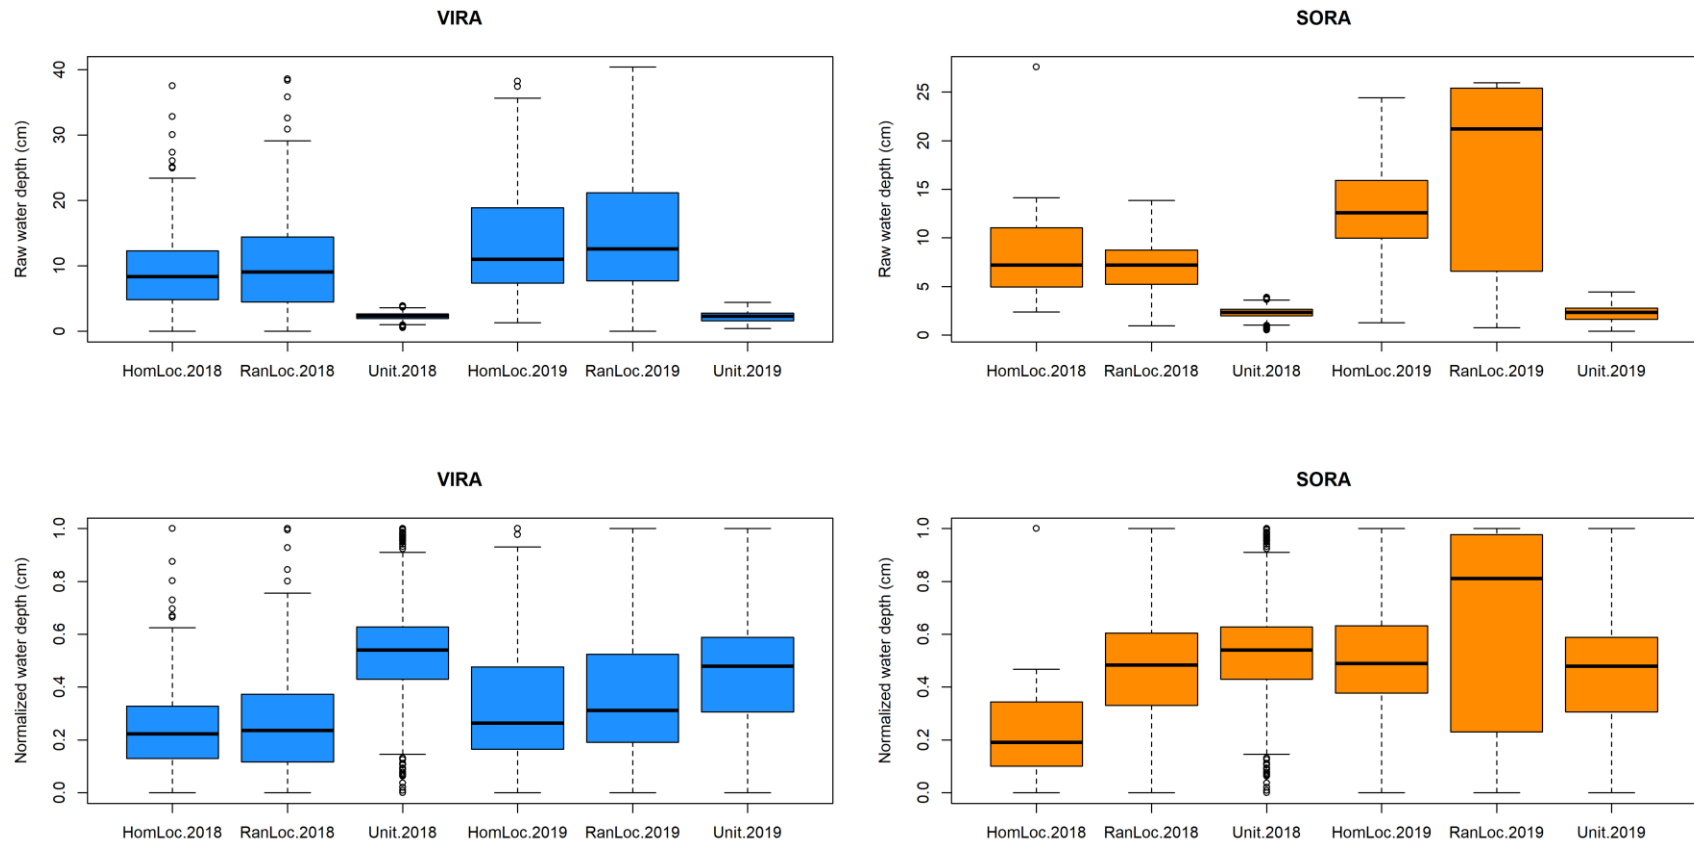 VIRA
SORA
Raw water depth (cm)
40
30
20
10
0
HomLoc.2018 RanLoc.2018 Unit.2018 HomLoc.2019 RanLoc.2019 Unit.2019
Raw water depth (cm)
25
20
15
10
5
0
HomLoc.2018 RanLoc.2018 Unit.2018 HomLoc.2019 RanLoc.2019 Unit.2019
VIRA
SORA
Normalized water depth (cm)
1.0
0.8
0.6
0.4
0.2
0.0
HomLoc.2018 RanLoc.2018 Unit.2018 HomLoc.2019 RanLoc.2019 Unit.2019
Normalized water depth (cm)
1.0
0.8
0.6
0.4
0.2
0.0
HomLoc.2018 RanLoc.2018 Unit.2018 HomLoc.2019 RanLoc.2019 Unit.2019